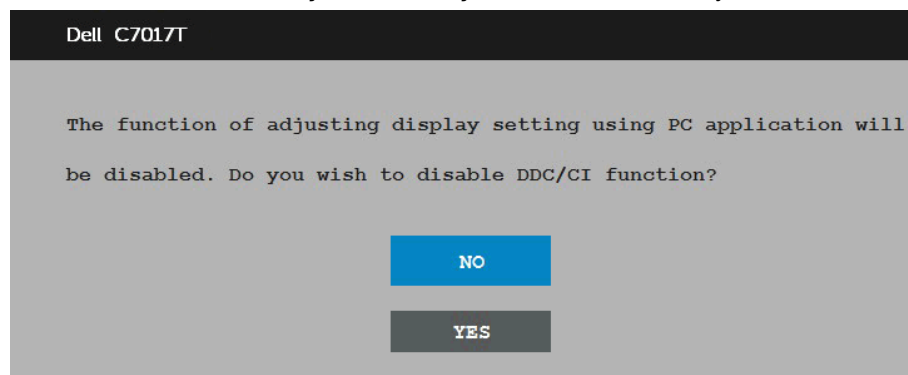 Dell C7017T
The function of adjusting display setting using PC application will
be disabled. Do you wish to disable DDC/CI function?
NO
YES